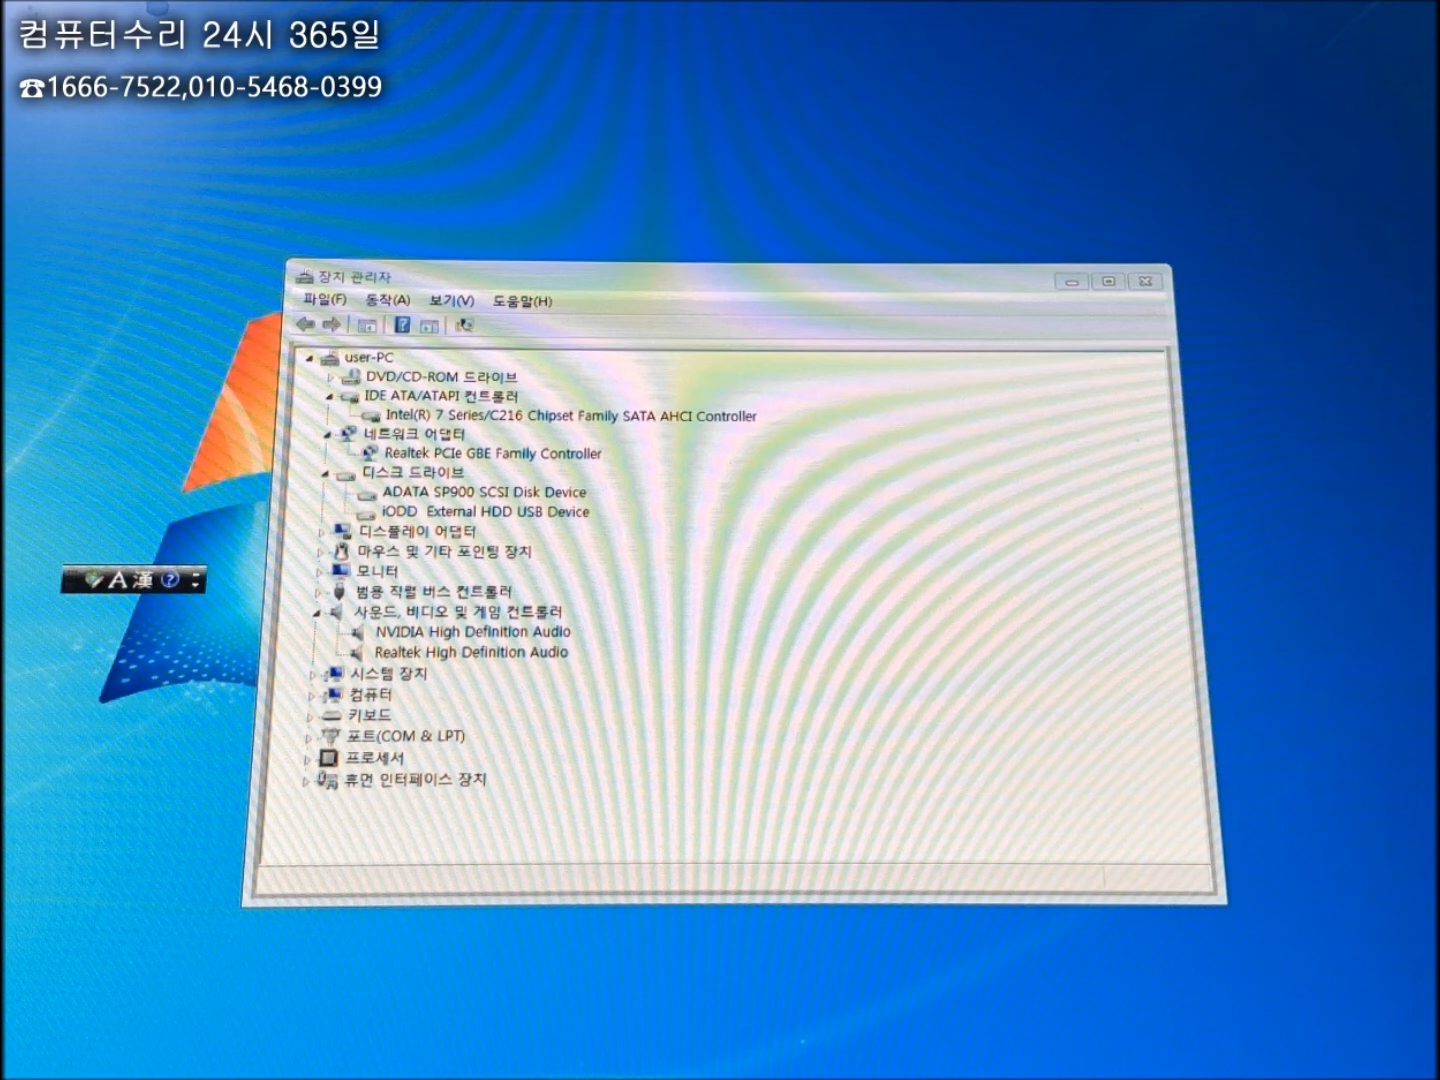 컴퓨터수리 24시 365일
☎1666-7522,010-5468-0399
장치 관리자
파일(F) 동작(A) 보기(V) 도움말(H)
user-PC
DVD/CD-ROM 드라이브
IDE ATA/ATAPI 컨트롤러
Intel(R) 7 Series/C216 Chipset Family SATA AHCI Controller
네트워크 어댑터
Realtek PCIe GBE Family Controller
디스크 드라이브
ADATA SP900 SCSI Disk Device
iODD External HDD USB Device
디스플레이 어댑터
마우스 및 기타 포인팅 장치
모니터
범용 직렬 버스 컨트롤러
A 漢 ?
사운드, 비디오 및 게임 컨트롤러
NVIDIA High Definition Audio
Realtek High Definition Audio
시스템 장치
컴퓨터
키보드
포트(COM & LPT)
프로세서
휴먼 인터페이스 장치